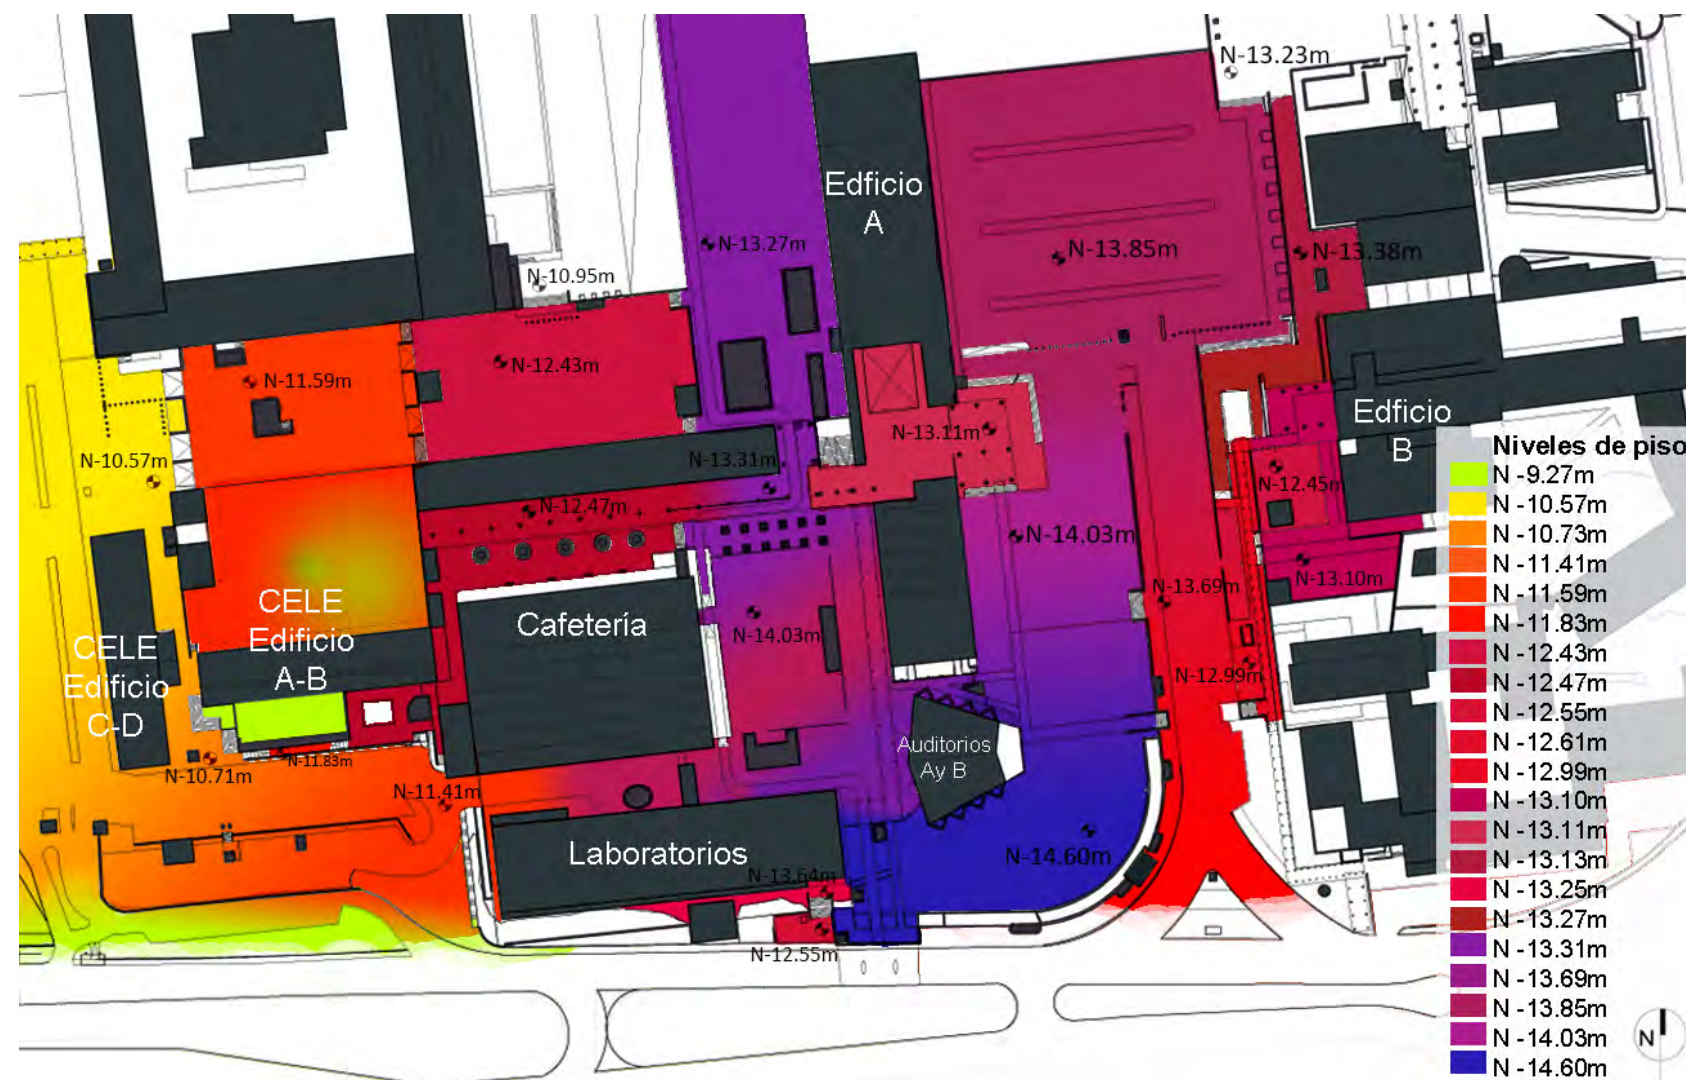 N-13.23m
Edficio
A
N-13.27m
N-13.85m
N-13.38m
N-10.95m
N-12.43m
N-11.59m
Edficio
B
N-13.11m
N-10.57m
N-13.31m
N-12.45m
N-12.47m
N-14.03m
N-13.10m
N-13.69m
CELE
Edificio
A-B
Cafetería
N-14.03m
CELE
Edificio
C-D
N-12.99m
Auditorios
Ay B
N-10.71m
N-11.83m
N-11.41m
Laboratorios
N-14.60m
N-13.64m
N-12.55m
Niveles de piso
N -9.27m
N -10.57m
N -10.73m
N -11.41m
N -11.59m
N -11.83m
N -12.43m
N -12.47m
N -12.55m
N -12.61m
N -12.99m
N -13.10m
N -13.11m
N -13.13m
N -13.25m
N -13.27m
N -13.31m
N -13.69m
N -13.85m
N -14.03m
N -14.60m
N